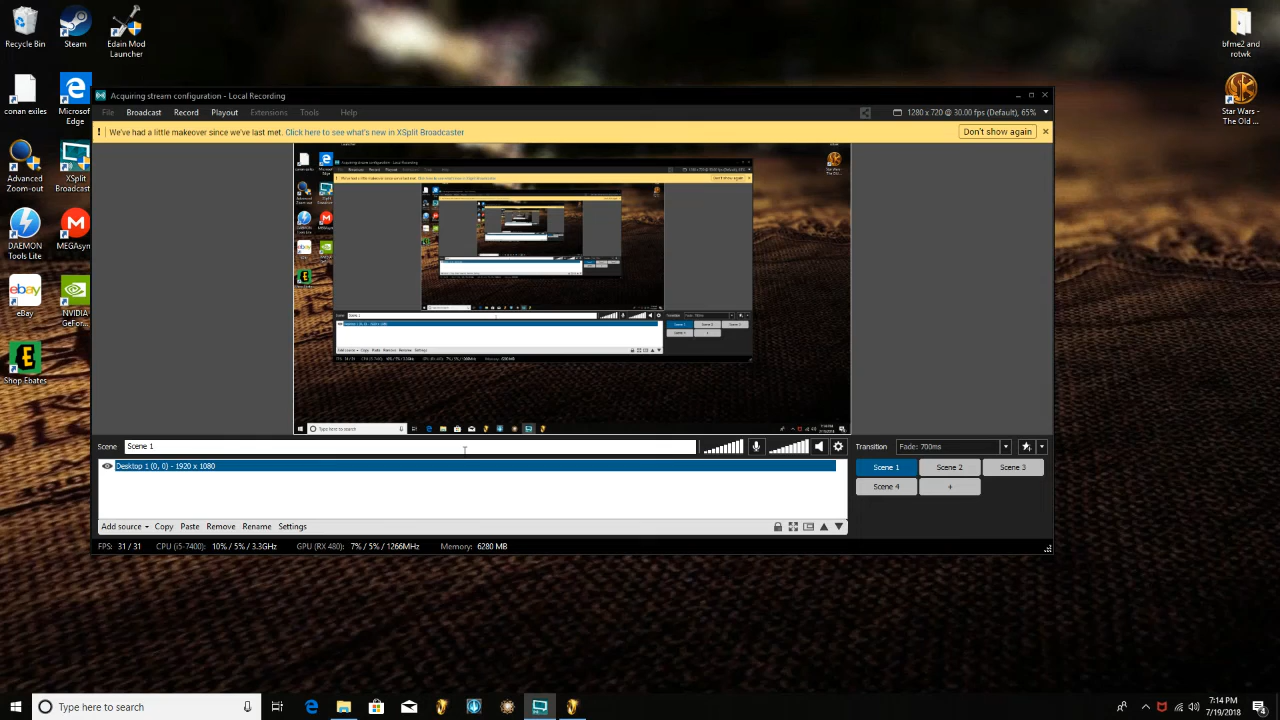 Recycle Bin
Steam
Edain Mod
Launcher
bfme2 and
rotwk
conan exiles
Microsof
Edge
Star Wars -
The Old ...
Advanced
Zoned-out
XSplit
Broadcast
DAEMON
Tools Lite
MEGAsyn
eBay
NVIDIA
GeFor...
Shop Ebates
Acquiring stream configuration - Local Recording
File Broadcast Record Playout Extensions Tools Help
1280 x 720 @ 30.00 fps (Default), 65%
! We've had a little makeover since we've last met. Click here to see what's new in XSplit Broadcaster
Don't show again
Type here to search
Scene Scene 1
Transition Fade: 700ms
Desktop 1 (0, 0) - 1920 x 1080
Scene 1 Scene 2 Scene 3
Scene 4 +
Add source Copy Paste Remove Rename Settings
FPS: 31 / 31 CPU (i5-7400): 10% / 5% / 3.3GHz GPU (RX 480): 7% / 5% / 1266MHz Memory: 6280 MB
Type here to search
7:14 PM
7/19/2018